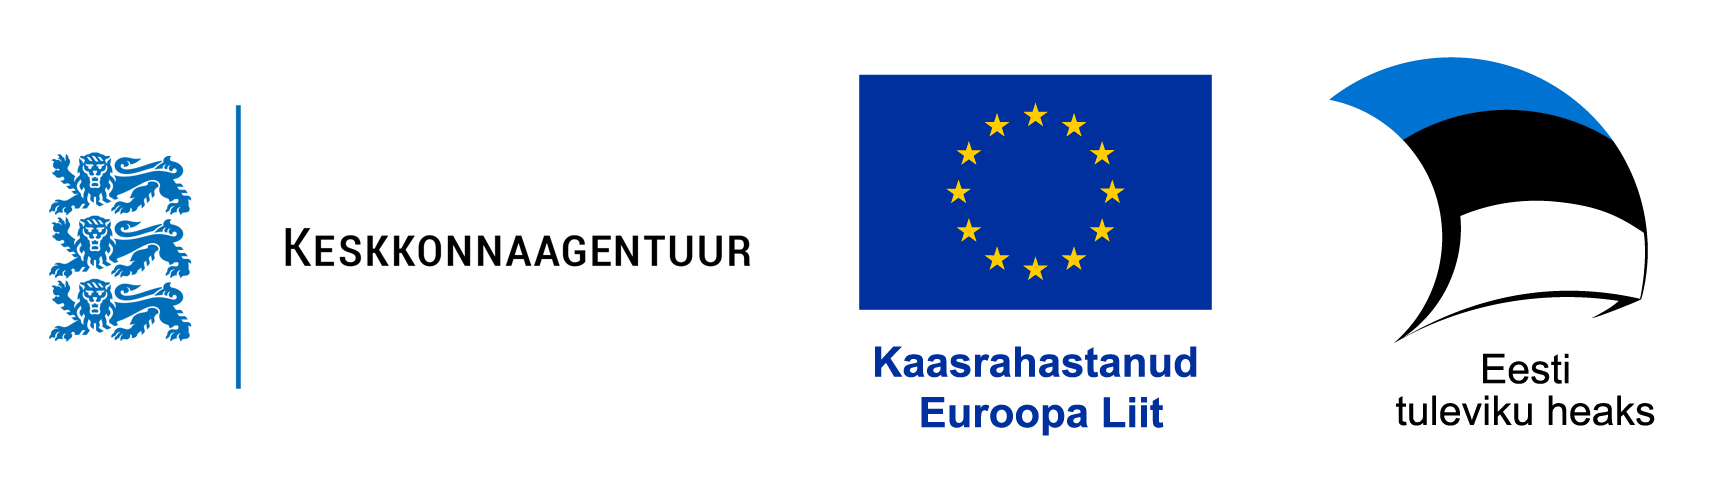 KESKKONNAAGENTUUR
Kaasrahastanud
Euroopa Liit
Eesti
tuleviku heaks